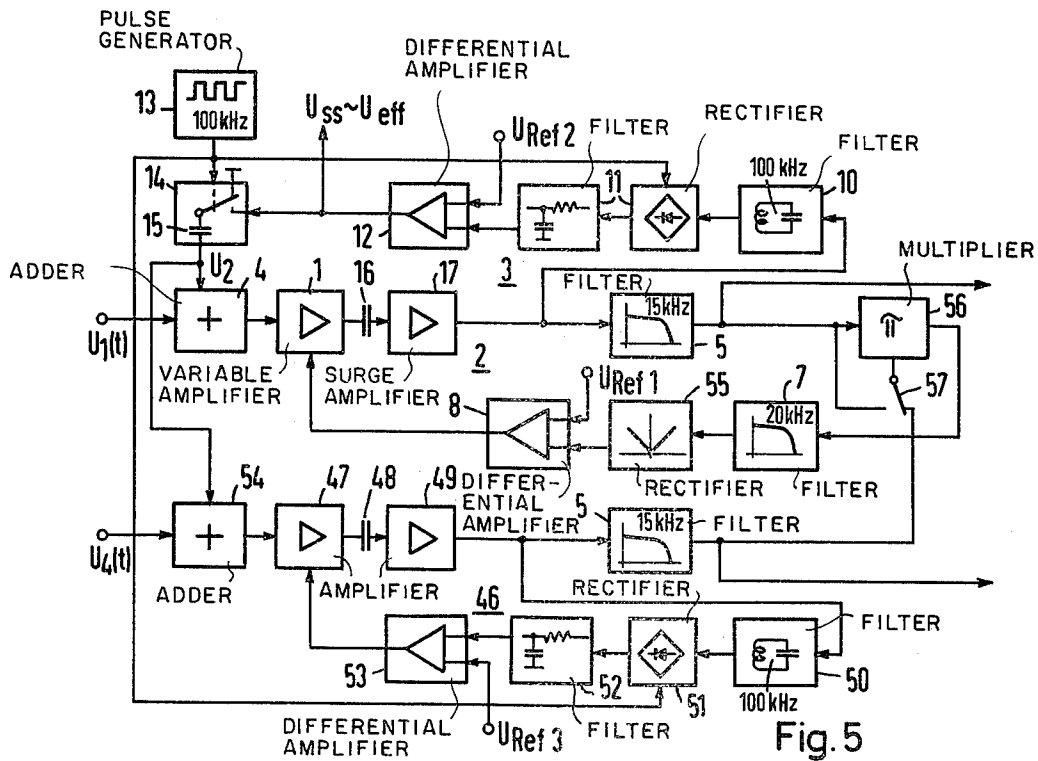 PULSE
GENERATOR
13
100 kHz
DIFFERENTIAL
AMPLIFIER
Uss~Ueff
URef 2
FILTER
RECTIFIER
FILTER
100 kHz
10
11
14
15
12
3
U2
ADDER
4
1
16
17
FILTER
15kHz
MULTIPLIER
56
π
U1(t)
+
5
VARIABLE
AMPLIFIER
SURGE
AMPLIFIER
2
8
URef 1
55
7
57
20kHz
DIFFER-
ENTIAL
AMPLIFIER
RECTIFIER
FILTER
54
47
48
49
5
15kHz
FILTER
U4(t)
+
ADDER
AMPLIFIER
46
RECTIFIER
FILTER
53
52
51
50
100kHz
DIFFERENTIAL
AMPLIFIER
URef 3
FILTER
Fig. 5